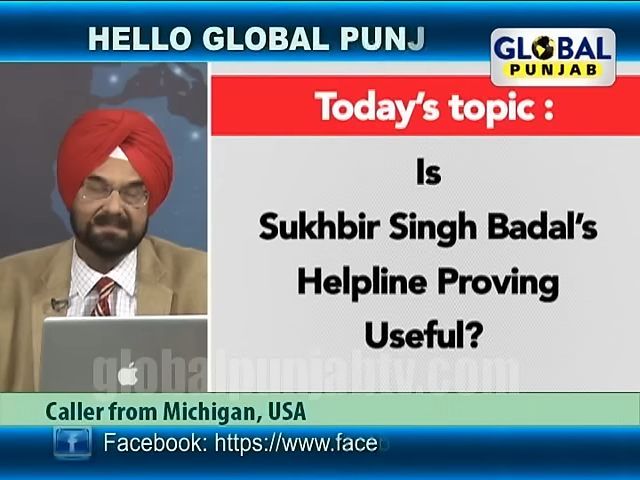 HELLO GLOBAL PUNJ
GLOBAL
PUNJAB
Today's topic :
Is
Sukhbir Singh Badal's
Helpline Proving
Useful?
globalpunjabtv.com
Caller from Michigan, USA
Facebook: https://www.faceb